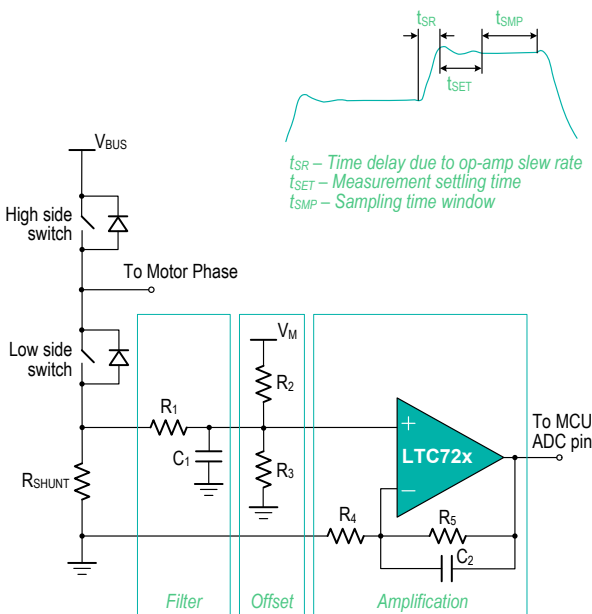 tSR
tSMP
tSET
tSR – Time delay due to op-amp slew rate
tSET – Measurement settling time
tSMP – Sampling time window
VBUS
High side
switch
To Motor Phase
Low side
switch
VM
R2
R1
C1
R3
RSHUNT
+
LTC72x
−
To MCU
ADC pin
R4
R5
C2
Filter
Offset
Amplification